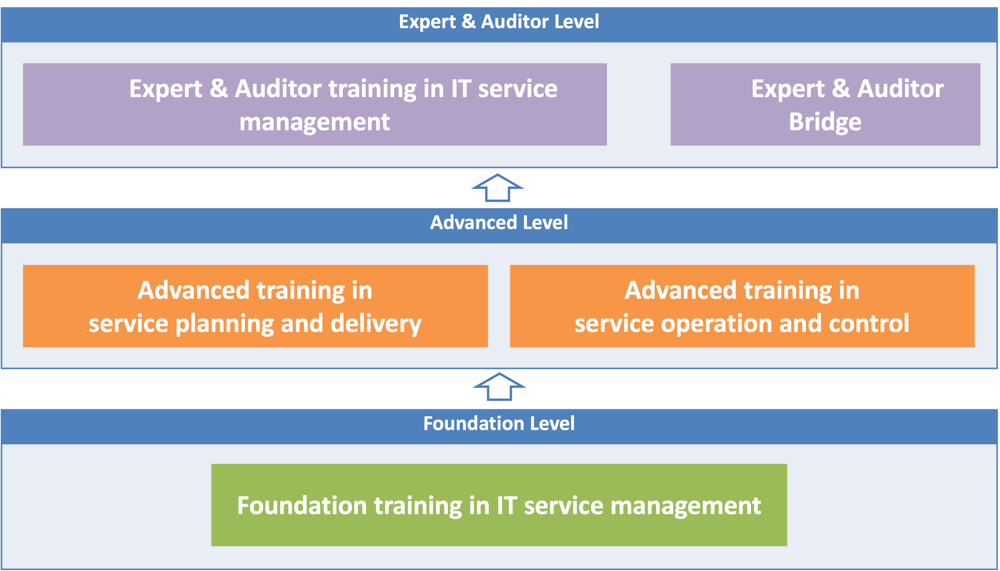 Expert & Auditor Level
Expert & Auditor training in IT service
management
Expert & Auditor
Bridge
Advanced Level
Advanced training in
service planning and delivery
Advanced training in
service operation and control
Foundation Level
Foundation training in IT service management